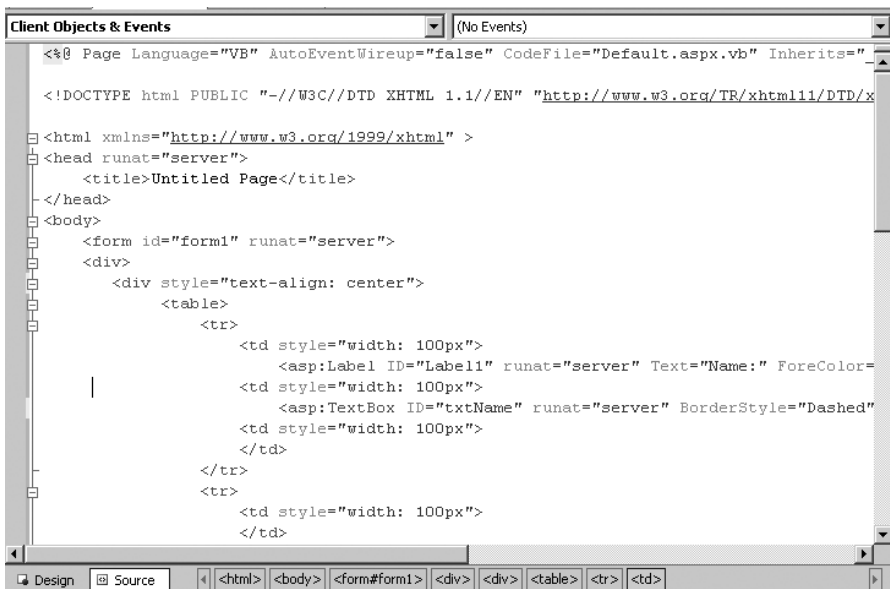 Client Objects & Events (No Events)
<%@ Page Language="VB" AutoEventWireup="false" CodeFile="Default.aspx.vb" Inherits="_
<!DOCTYPE html PUBLIC "-//W3C//DTD XHTML 1.1//EN" "http://www.w3.org/TR/xhtml11/DTD/x
<html xmlns="http://www.w3.org/1999/xhtml" >
<head runat="server">
<title>Untitled Page</title>
</head>
<body>
<form id="form1" runat="server">
<div>
<div style="text-align: center">
<table>
<tr>
<td style="width: 100px">
<asp:Label ID="Label1" runat="server" Text="Name:" ForeColor=
<td style="width: 100px">
<asp:TextBox ID="txtName" runat="server" BorderStyle="Dashed"
<td style="width: 100px">
</td>
</tr>
<tr>
<td style="width: 100px">
</td>
Design Source <html> <body> <form#form1> <div> <div> <table> <tr> <td>